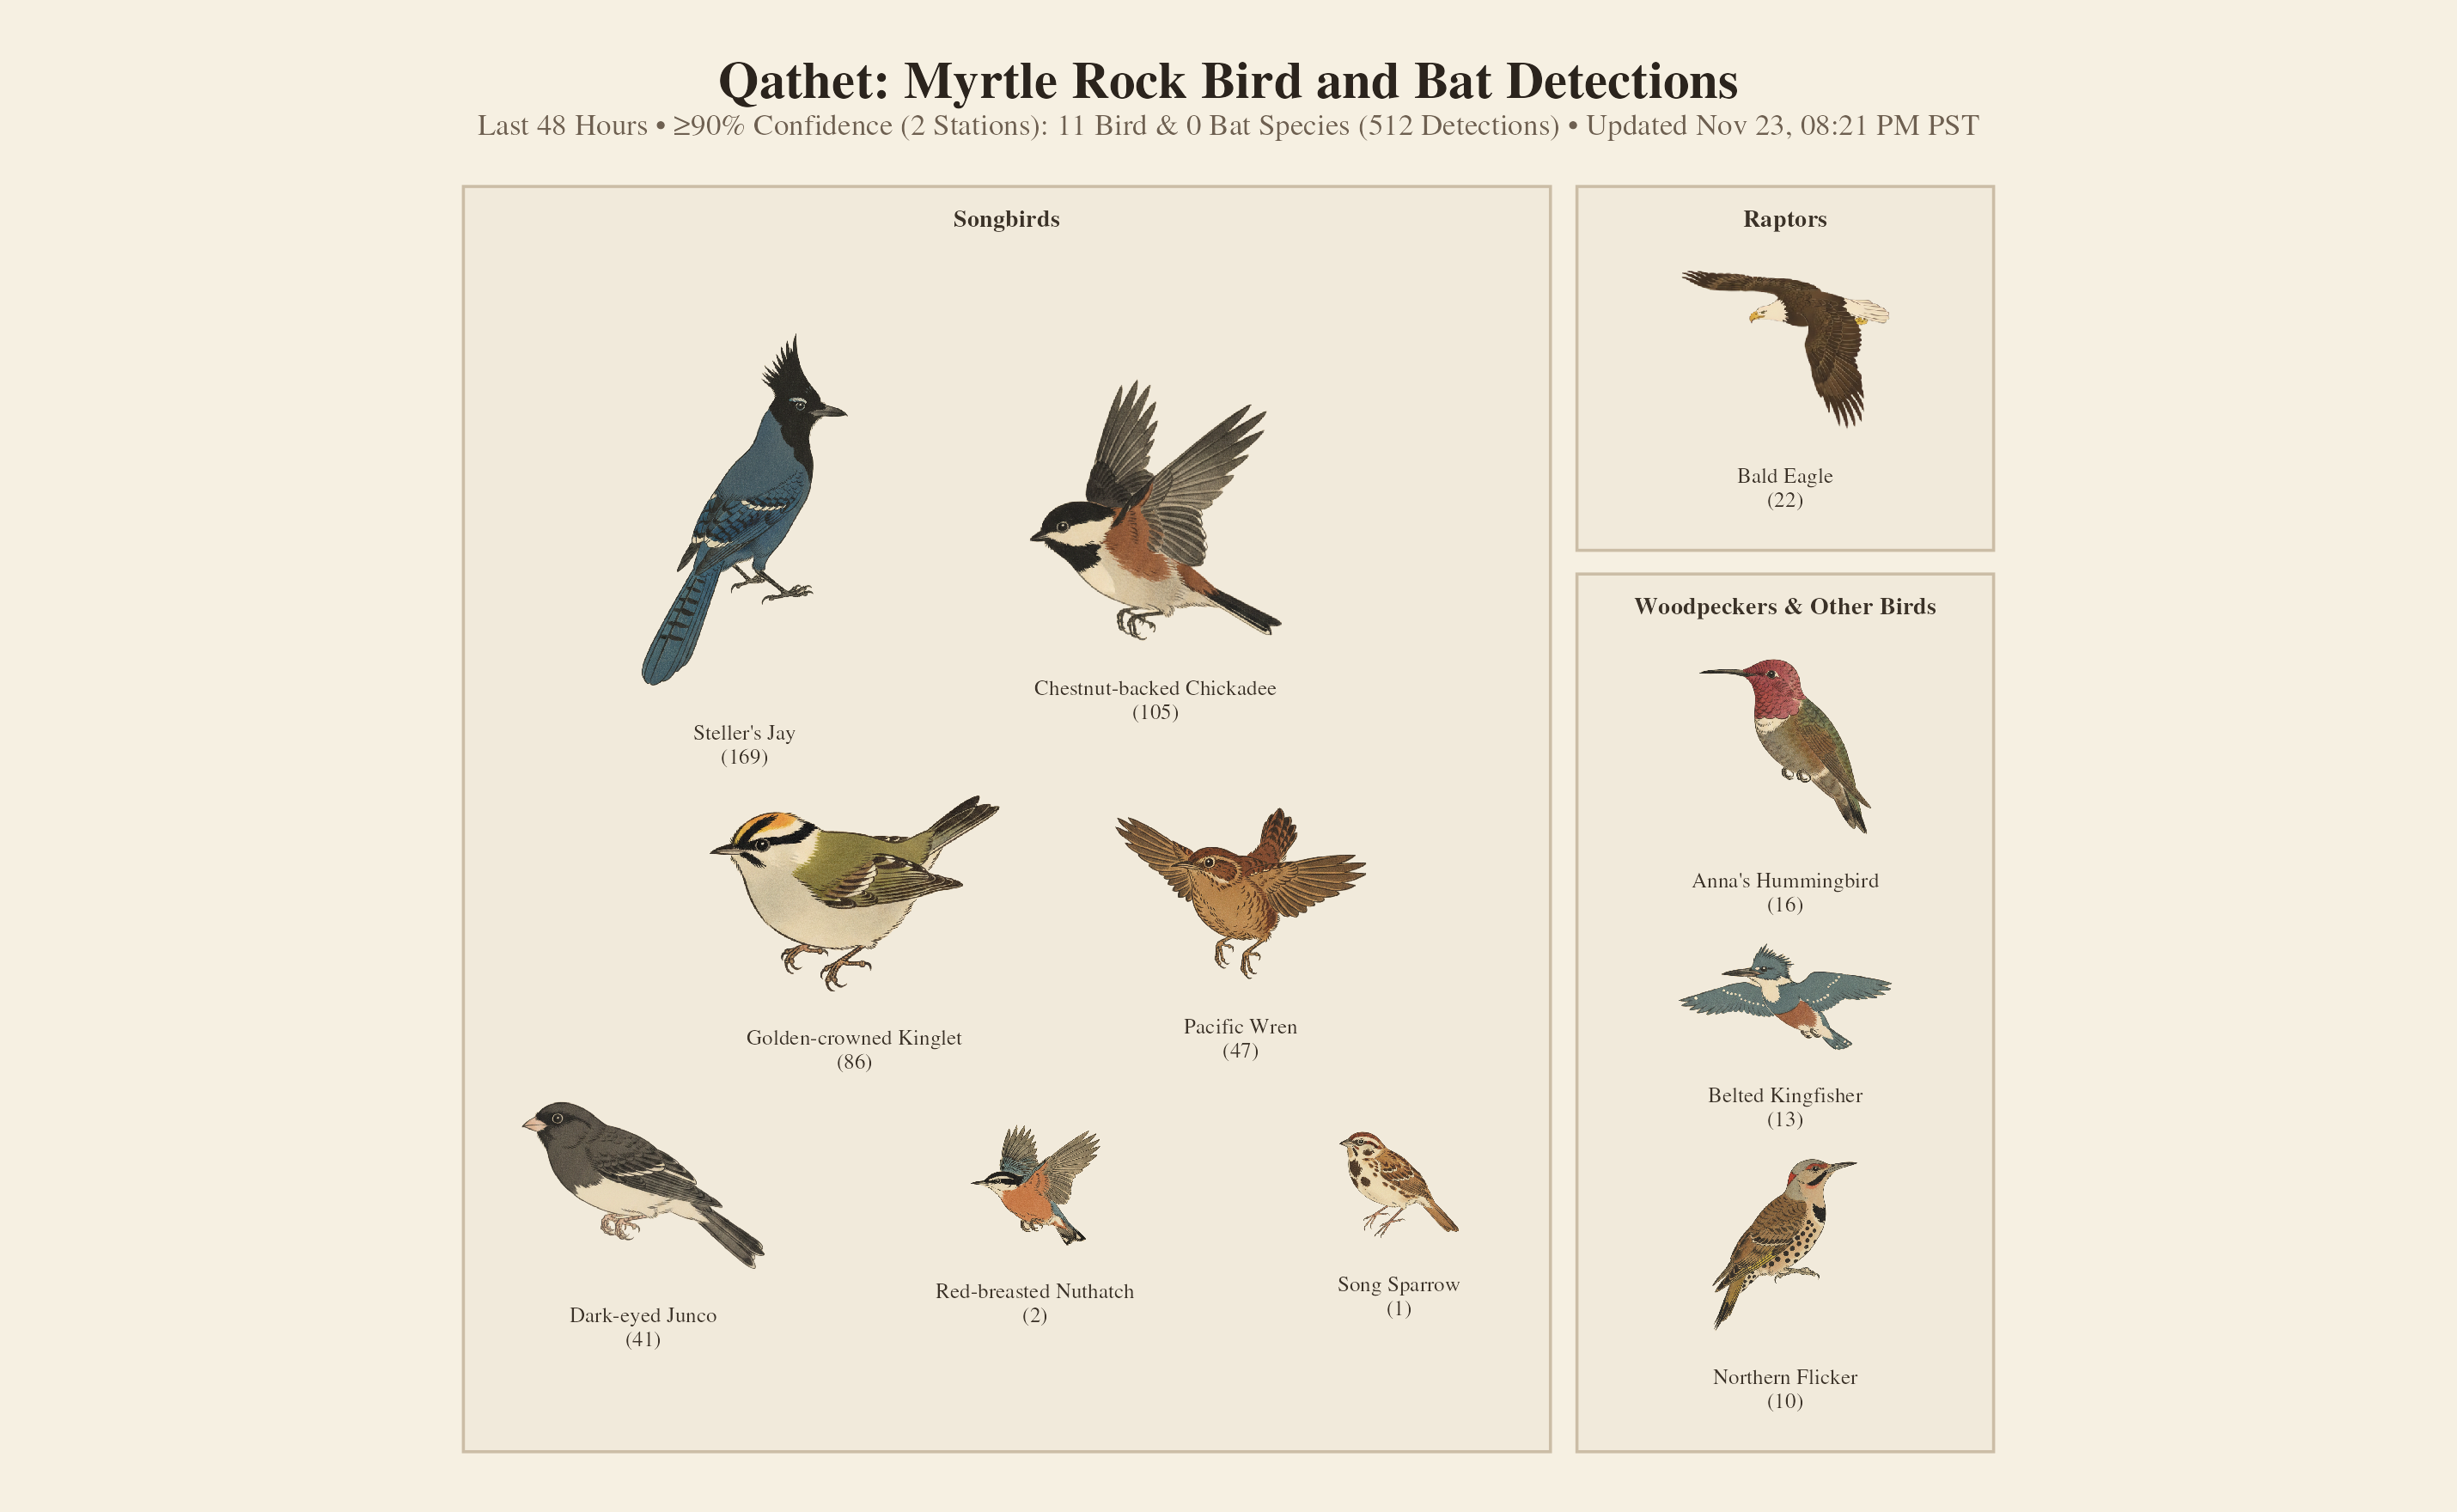 Qathet: Myrtle Rock Bird and Bat Detections
Last 48 Hours • ≥90% Confidence (2 Stations): 11 Bird & 0 Bat Species (512 Detections) • Updated Nov 23, 08:21 PM PST
Songbirds
Steller's Jay
(169)
Chestnut-backed Chickadee
(105)
Golden-crowned Kinglet
(86)
Pacific Wren
(47)
Dark-eyed Junco
(41)
Red-breasted Nuthatch
(2)
Song Sparrow
(1)
Raptors
Bald Eagle
(22)
Woodpeckers & Other Birds
Anna's Hummingbird
(16)
Belted Kingfisher
(13)
Northern Flicker
(10)